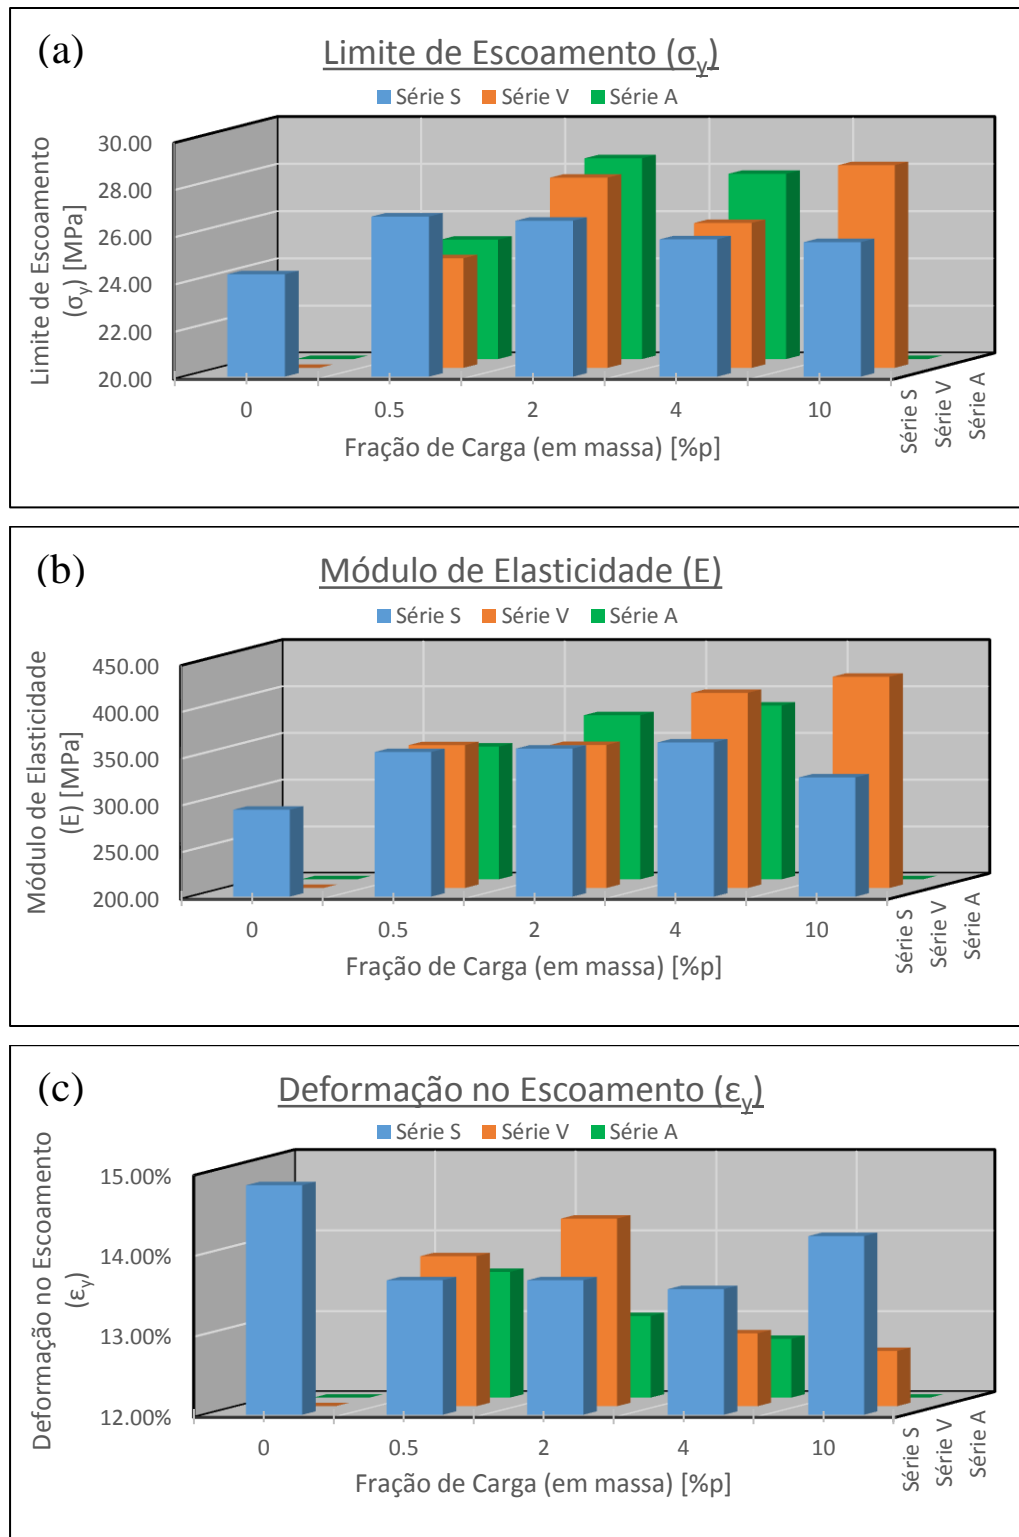 (a)
Limite de Escoamento (σy)
Série S Série V Série A
30.00
28.00
26.00
24.00
22.00
20.00
Limite de Escoamento
(σy) [MPa]
0 0.5 2 4 10
Fração de Carga (em massa) [%p]
Série S
Série V
Série A
(b)
Módulo de Elasticidade (E)
Série S Série V Série A
450.00
400.00
350.00
300.00
250.00
200.00
Módulo de Elasticidade
(E) [MPa]
0 0.5 2 4 10
Fração de Carga (em massa) [%p]
Série S
Série V
Série A
(c)
Deformação no Escoamento (εy)
Série S Série V Série A
15.00%
14.00%
13.00%
12.00%
Deformação no Escoamento
(εy)
0 0.5 2 4 10
Fração de Carga (em massa) [%p]
Série S
Série V
Série A